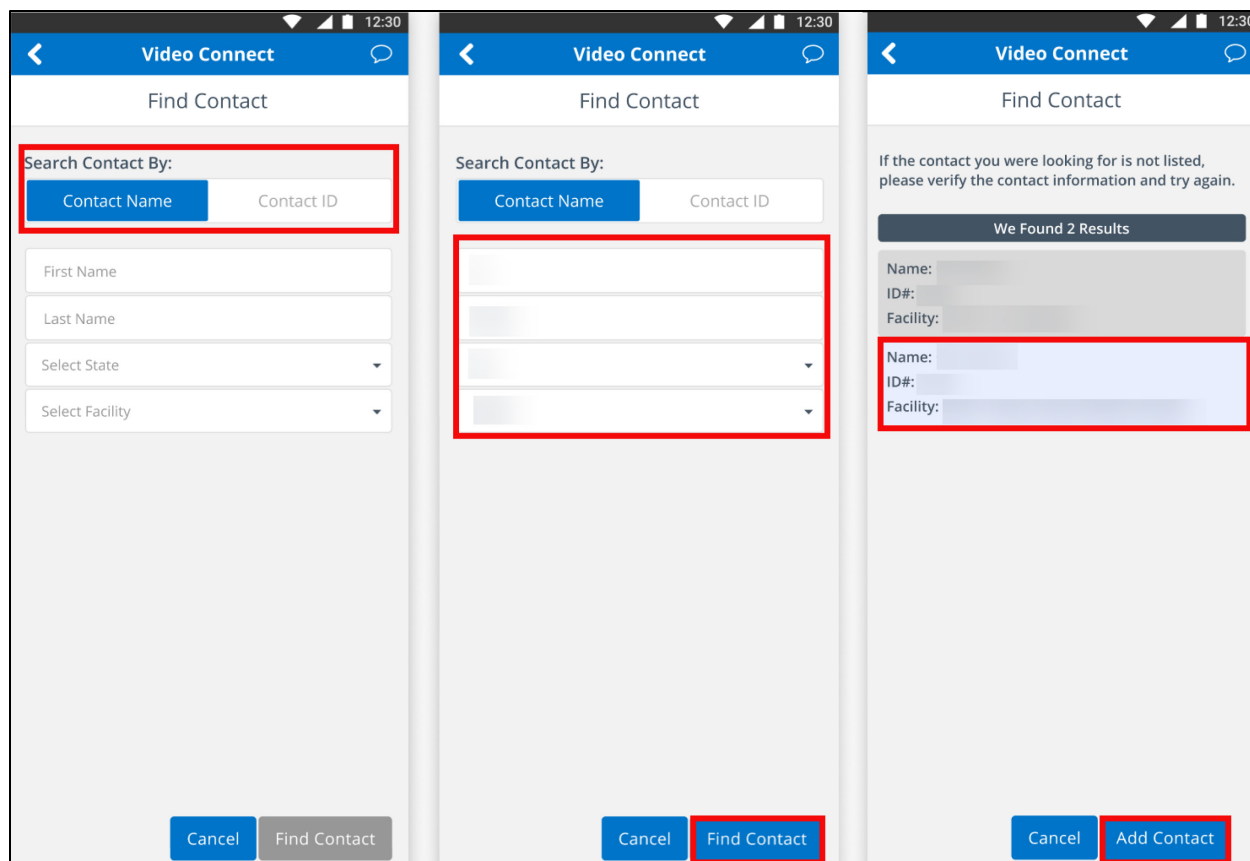 12:30
Video Connect
Find Contact
Search Contact By:
Contact Name
Contact ID
First Name
Last Name
Select State
Select Facility
Cancel
Find Contact
12:30
Video Connect
Find Contact
Search Contact By:
Contact Name
Contact ID
Cancel
Find Contact
12:30
Video Connect
Find Contact
If the contact you were looking for is not listed,
please verify the contact information and try again.
We Found 2 Results
Name:
ID#:
Facility:
Name:
ID#:
Facility:
Cancel
Add Contact